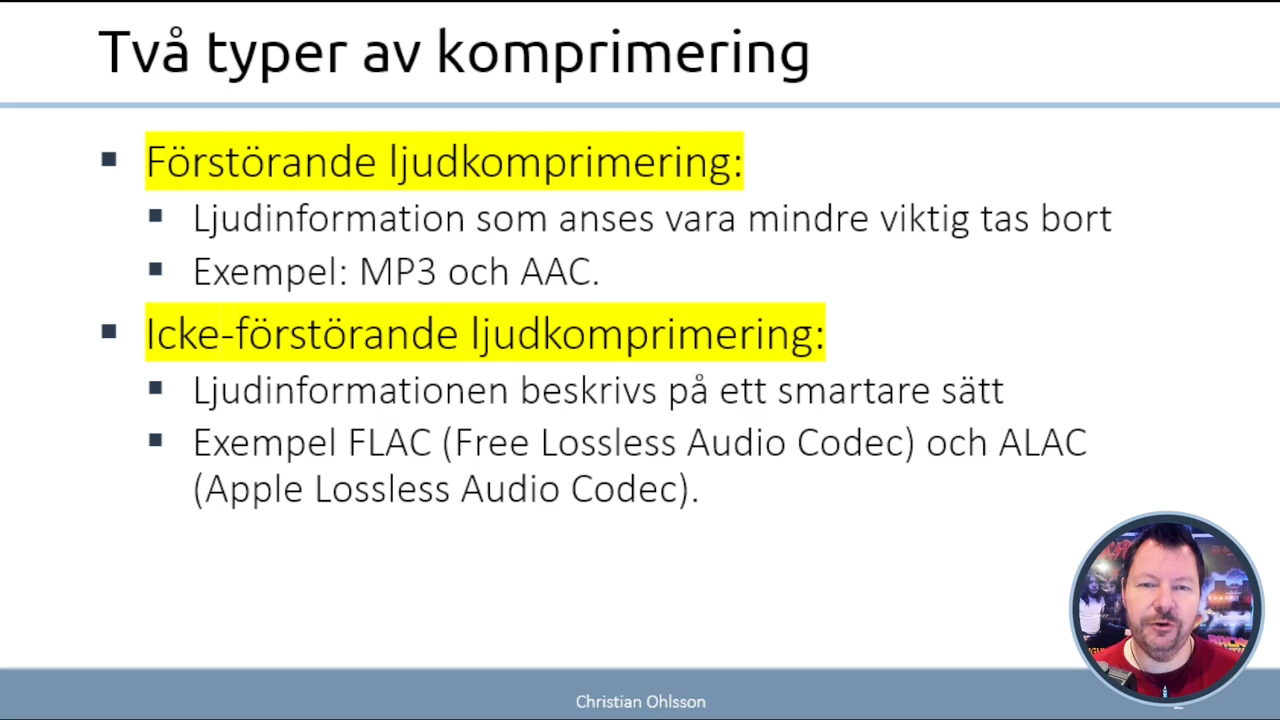 Två typer av komprimering
Förstörande ljudkomprimering:
Ljudinformation som anses vara mindre viktig tas bort
Exempel: MP3 och AAC.
Icke-förstörande ljudkomprimering:
Ljudinformationen beskrivs på ett smartare sätt
Exempel FLAC (Free Lossless Audio Codec) och ALAC
(Apple Lossless Audio Codec).
Christian Ohlsson